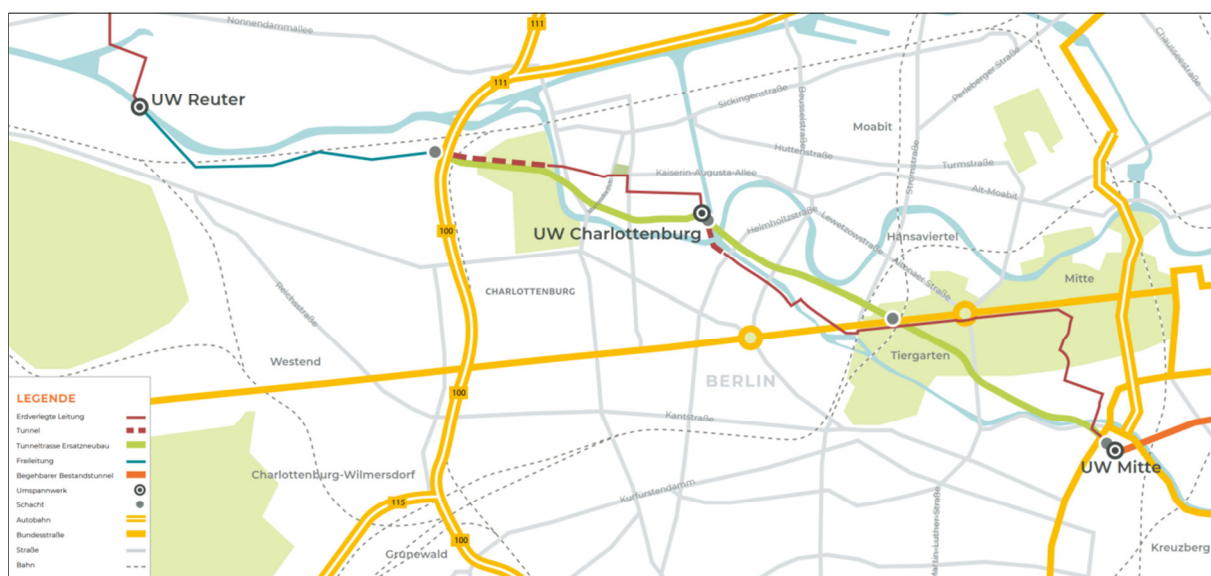 Nonnendammallee
111
111
UW Reuter
Sickingenstraße
Beusselstraße
Perleberger Straße
Chausseestraße
Moabit
Huttenstraße
Stromstraße
Turmstraße
Kaiserin-Augusta-Allee
Alt-Moabit
UW Charlottenburg
Helmholtzstraße
Lewetzowstraße
Hansaviertel
Altonaer Straße
100
Mitte
CHARLOTTENBURG
Reichsstraße
Westend
Tiergarten
BERLIN
100
Kantstraße
UW Mitte
Charlottenburg-Wilmersdorf
Kurfürstendamm
115
Martin-Luther-Straße
100
Grunewald
Kreuzberg
LEGENDE
Erdverlegte Leitung
Tunnel
Tunneltrasse Ersatzneubau
Freileitung
Begehbarer Bestandstunnel
Umspannwerk
Schacht
Autobahn
Bundesstraße
Straße
Bahn